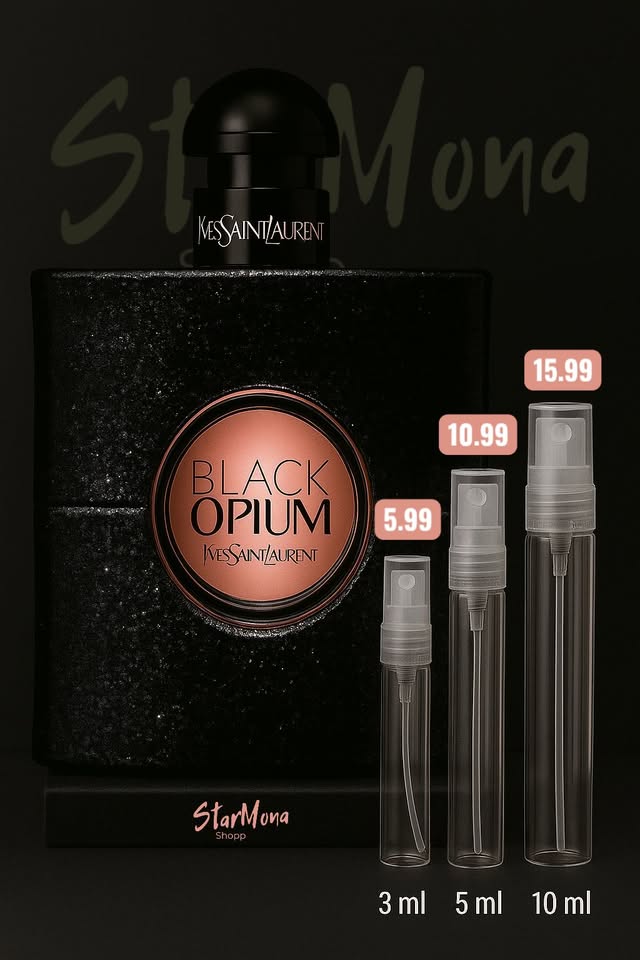 StarMona
Shopp
YVESSAINTLAURENT
15.99
10.99
BLACK
OPIUM
YVESSAINTLAURENT
5.99
StarMona
Shopp
3 ml 5 ml 10 ml